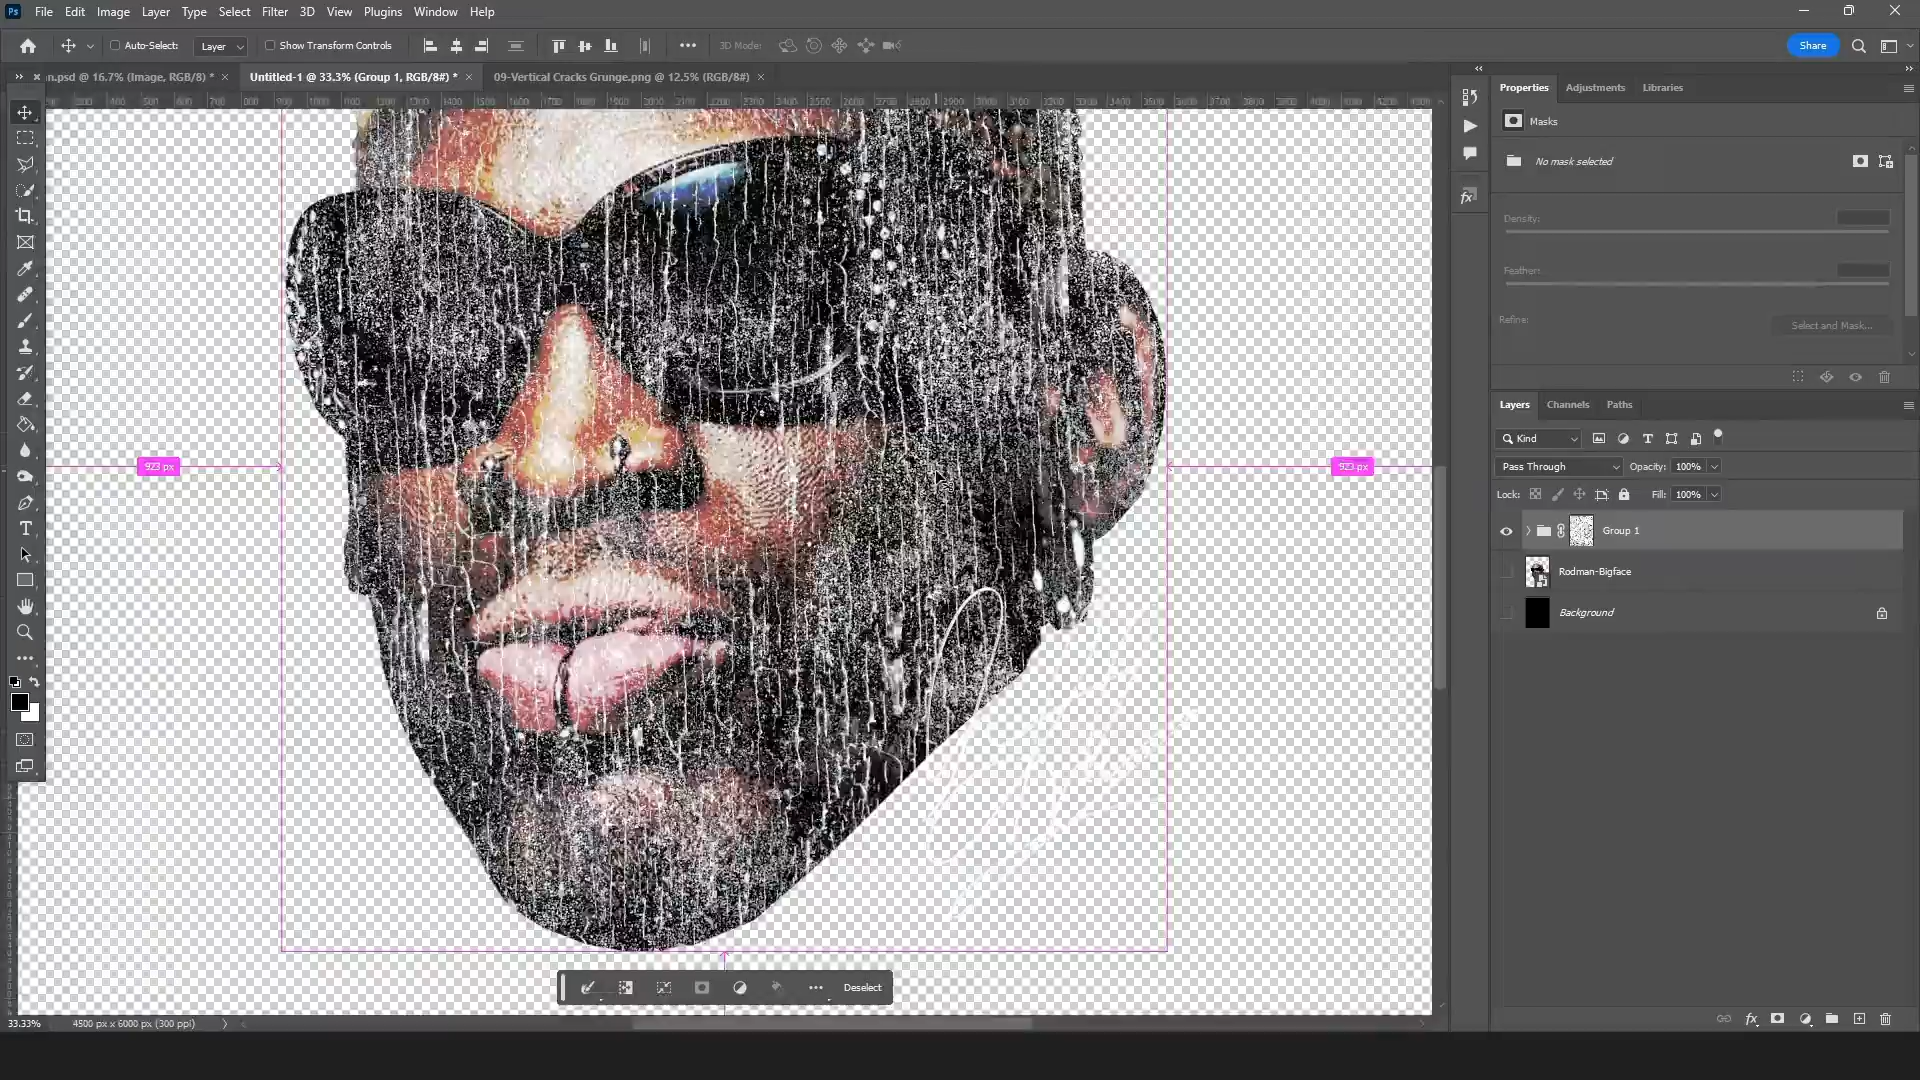 Ps File Edit Image Layer Type Select Filter 3D View Plugins Window Help
Auto-Select: Layer Show Transform Controls 3D Mode: Share
n.psd @ 16.7% (Image, RGB/8) * Untitled-1 @ 33.3% (Group 1, RGB/8#) * 09-Vertical Cracks Grunge.png @ 12.5% (RGB/8#)
Properties Adjustments Libraries
Masks
No mask selected
Density:
Feather:
Refine: Select and Mask...
923 px 923 px
Layers Channels Paths
Kind
Pass Through Opacity: 100%
Lock: Fill: 100%
fx
Group 1
Rodman-Bigface
Background
Deselect
33.33% 4500 px x 6000 px (300 ppi)
fx